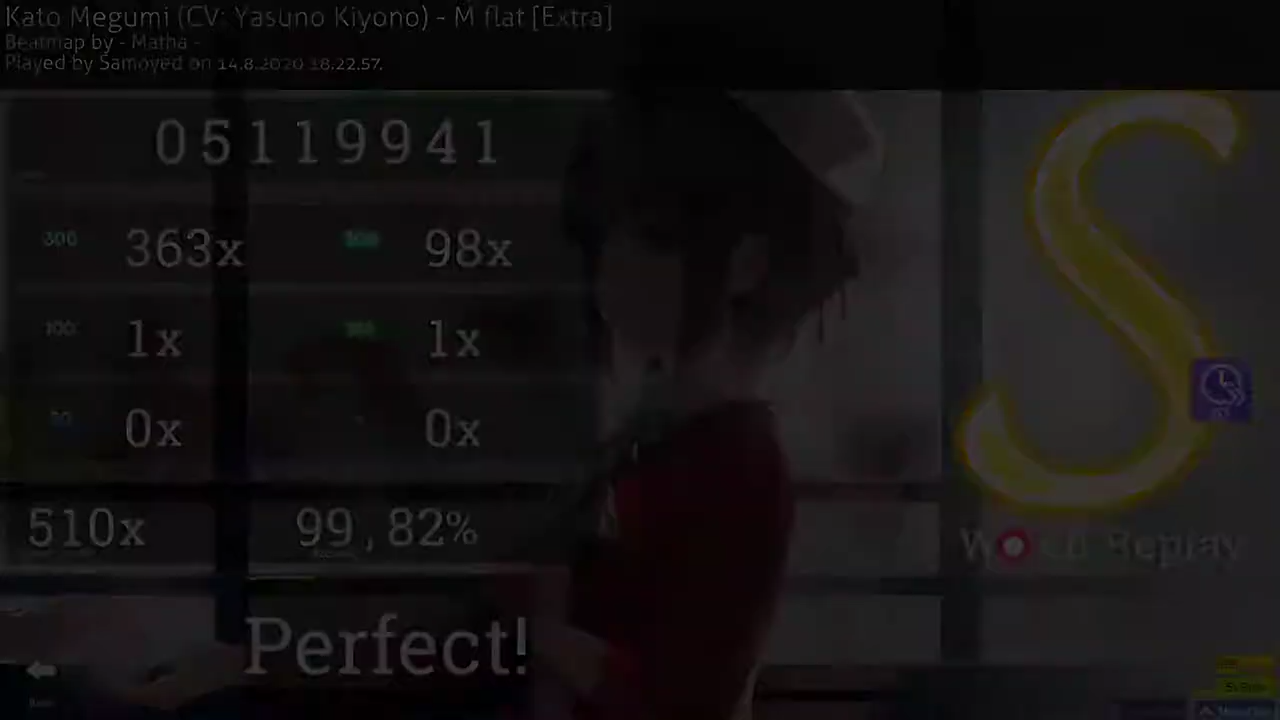 Kato Megumi (CV: Yasuno Kiyono) - M flat [Extra]
Beatmap by - Matha -
Played by Samoyed on 14.8.2020 18.22.57.
05119941
300 363x 98x
100 1x 1x
0x 0x
510x 99,82%
Replay
Perfect!